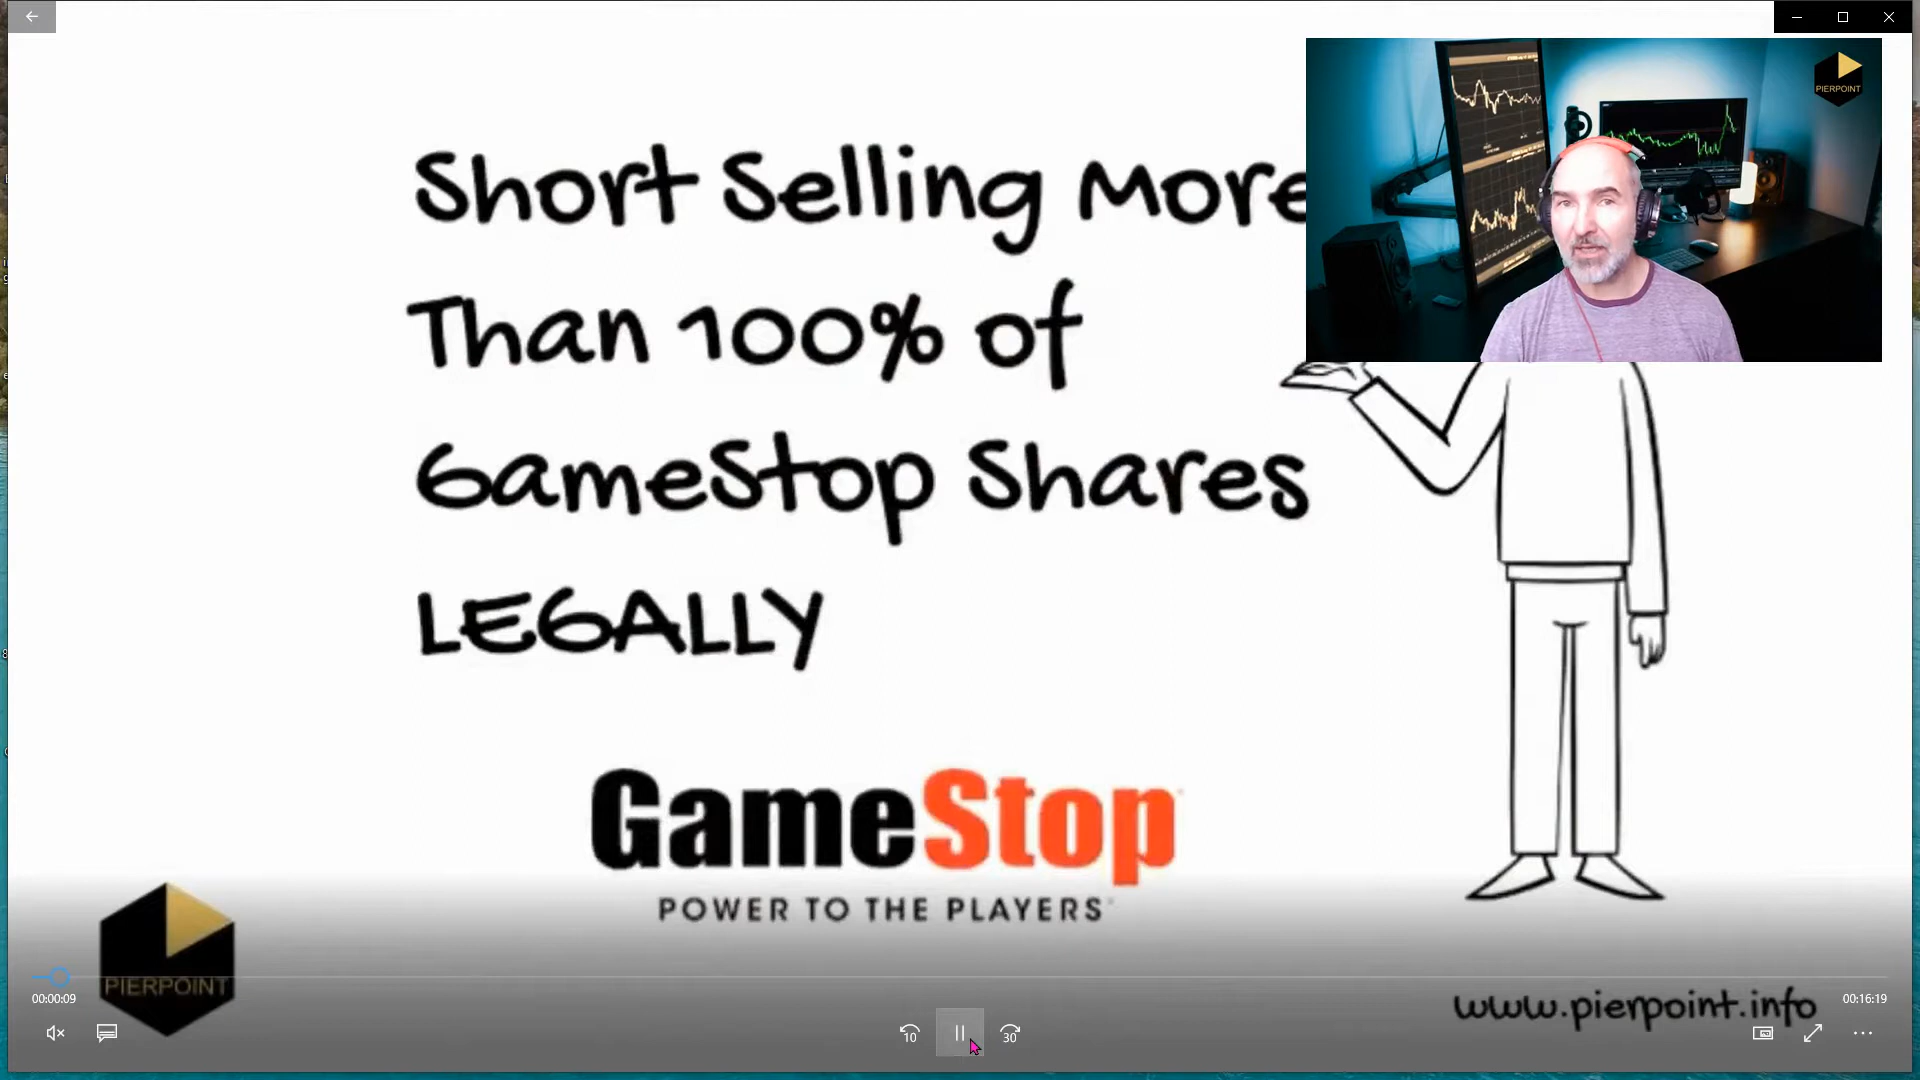 PIERPOINT
Short Selling More
Than 100% of
GameStop Shares
LEGALLY
GameStop
POWER TO THE PLAYERS
PIERPOINT
www.pierpoint.info
00:00:09
00:16:19
10
30